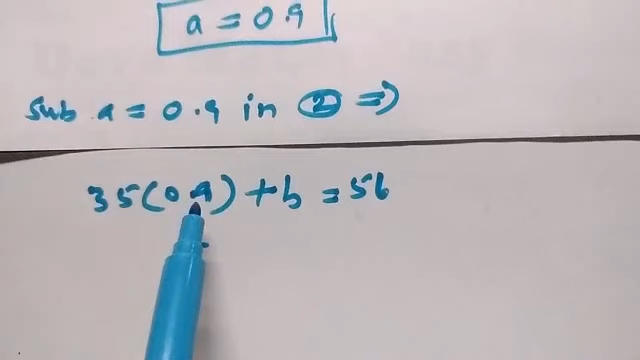 a = 0.9
Sub a = 0.9 in ② =>
35(0.9) + b = 56